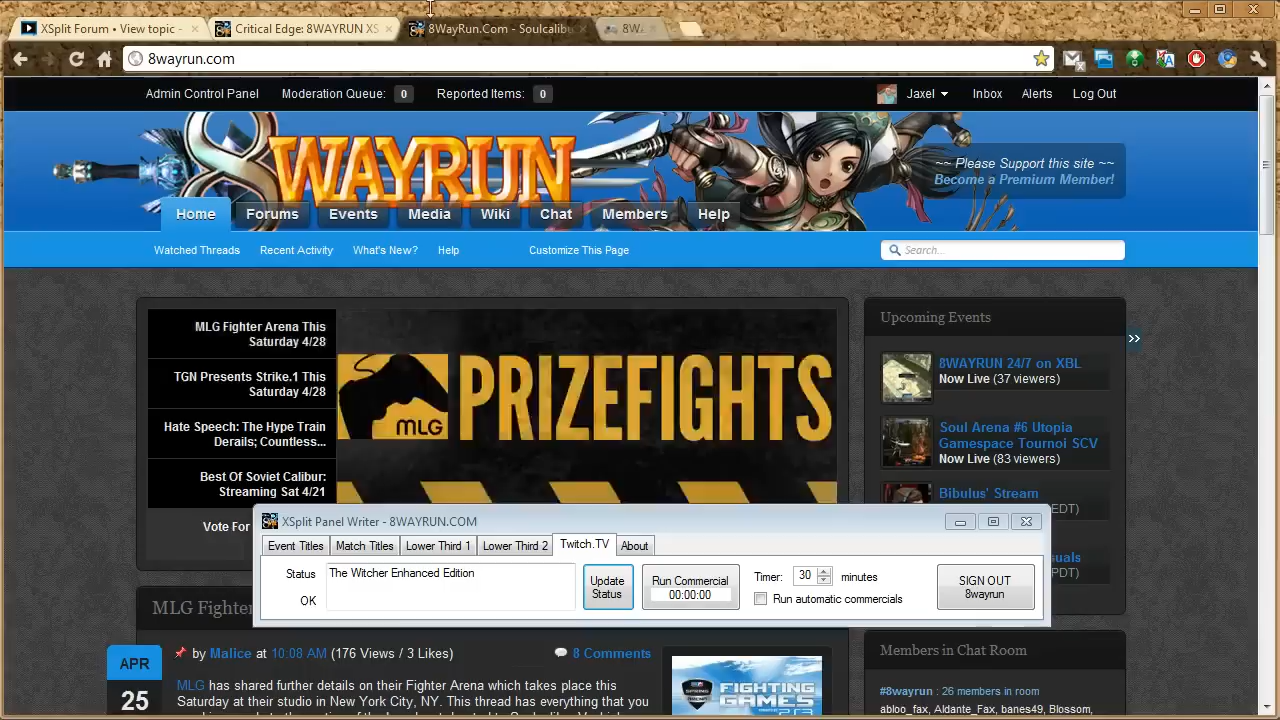 XSplit Forum • View topic -
Critical Edge: 8WAYRUN XS
8WayRun.Com - Soulcalibu
8WA
8wayrun.com
Admin Control Panel
Moderation Queue: 0
Reported Items: 0
Jaxel
Inbox
Alerts
Log Out
8WAYRUN
~~ Please Support this site ~~
Become a Premium Member!
Home
Forums
Events
Media
Wiki
Chat
Members
Help
Watched Threads
Recent Activity
What's New?
Help
Customize This Page
Search...
MLG Fighter Arena This
Saturday 4/28
TGN Presents Strike.1 This
Saturday 4/28
Hate Speech: The Hype Train
Derails; Countless...
Best Of Soviet Calibur:
Streaming Sat 4/21
Vote For
MLG
PRIZEFIGHTS
Upcoming Events
8WAYRUN 24/7 on XBL
Now Live (37 viewers)
Soul Arena #6 Utopia
Gamespace Tournoi SCV
Now Live (83 viewers)
Bibulus' Stream
EDT)
uals
PDT)
XSplit Panel Writer - 8WAYRUN.COM
Event Titles
Match Titles
Lower Third 1
Lower Third 2
Twitch.TV
About
Status
The Witcher Enhanced Edition
OK
Update
Status
Run Commercial
00:00:00
Timer: 30 minutes
Run automatic commercials
SIGN OUT
8wayrun
MLG Fighter
APR
25
by Malice at 10:08 AM (176 Views / 3 Likes)
8 Comments
MLG has shared further details on their Fighter Arena which takes place this
Saturday at their studio in New York City, NY. This thread has everything that you
SPRING
FIGHTING
GAMES
Members in Chat Room
#8wayrun : 26 members in room
abloo_fax, Aldante_Fax, banes49, Blossom,